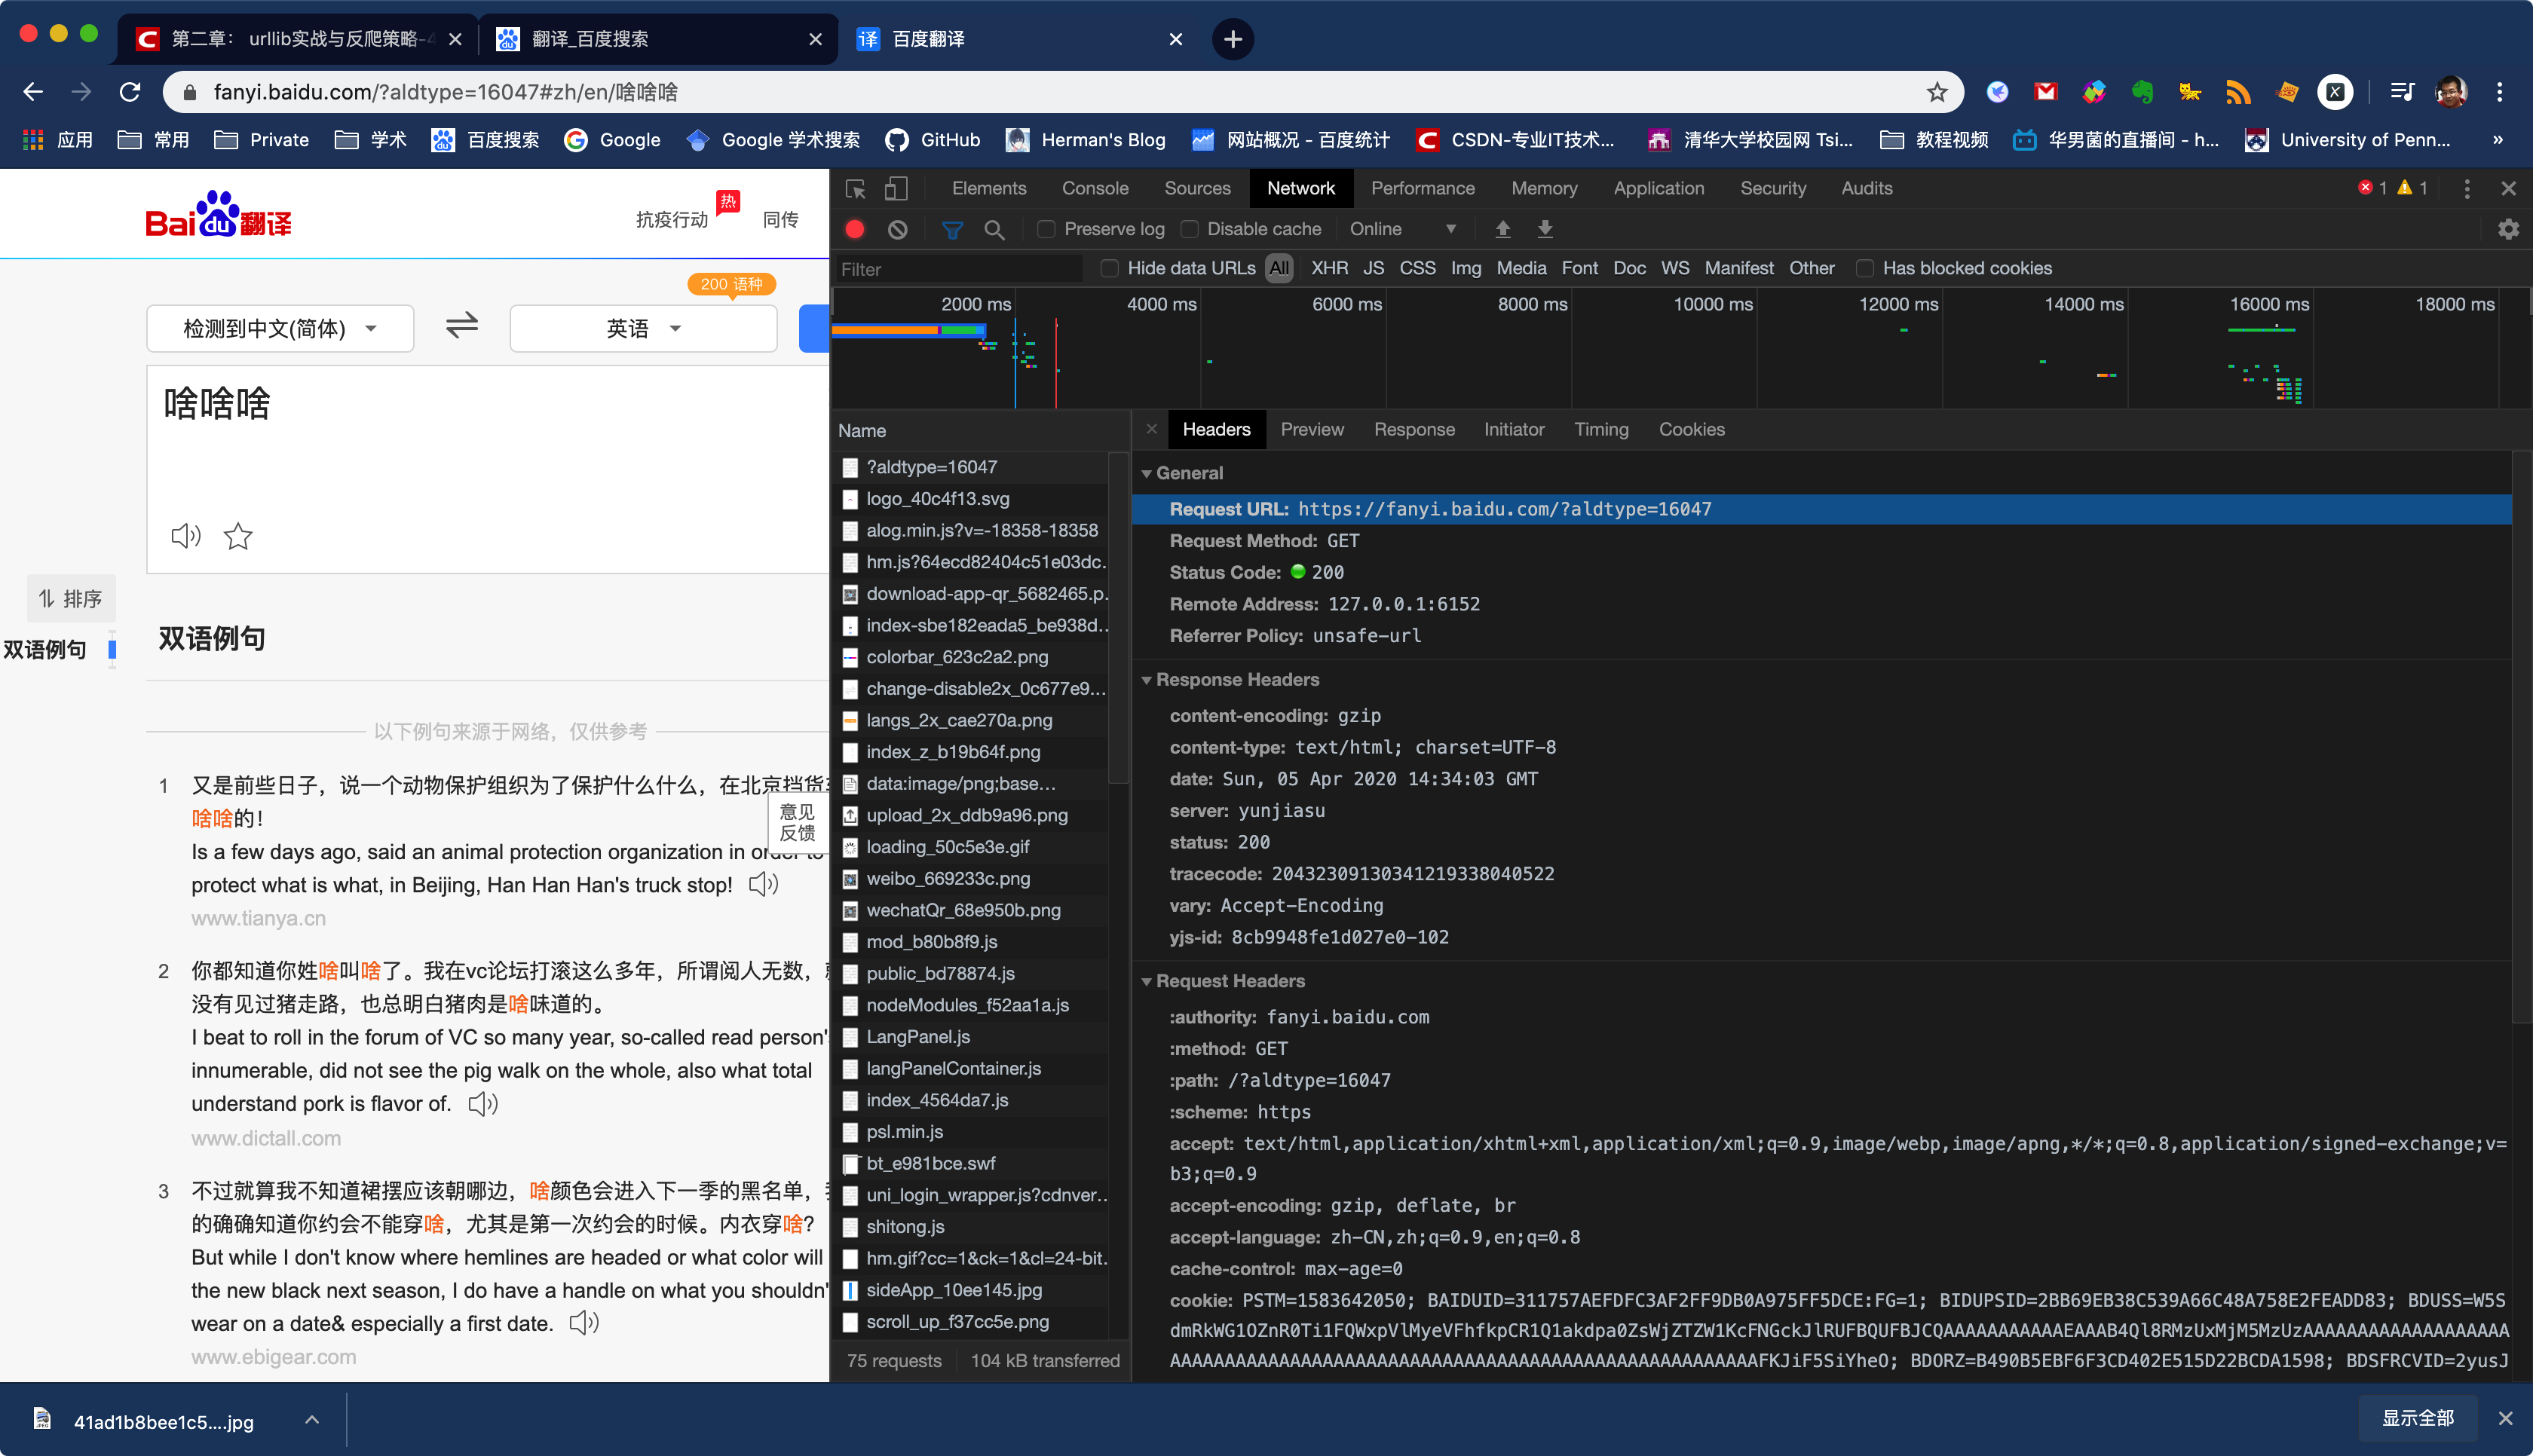 第二章： urllib实战与反爬策略-4
翻译_百度搜索
百度翻译
fanyi.baidu.com/?aldtype=16047#zh/en/啥啥啥
应用
常用
Private
学术
百度搜索
Google
Google 学术搜索
GitHub
Herman's Blog
网站概况 - 百度统计
CSDN-专业IT技术...
清华大学校园网 Tsi...
教程视频
华男菌的直播间 - h...
University of Penn...
»
Bai du 翻译
抗疫行动
热
同传
200 语种
检测到中文(简体)
英语
啥啥啥
排序
双语例句
双语例句
以下例句来源于网络，仅供参考
1 又是前些日子，说一个动物保护组织为了保护什么什么，在北京挡货车
啥啥的！
Is a few days ago, said an animal protection organization in order to
protect what is what, in Beijing, Han Han Han's truck stop!
www.tianya.cn
意见
反馈
2 你都知道你姓啥叫啥了。我在vc论坛打滚这么多年，所谓阅人无数，
没有见过猪走路，也总明白猪肉是啥味道的。
I beat to roll in the forum of VC so many year, so-called read person'
innumerable, did not see the pig walk on the whole, also what total
understand pork is flavor of.
www.dictall.com
3 不过就算我不知道裙摆应该朝哪边，啥颜色会进入下一季的黑名单，
的确确知道你约会不能穿啥，尤其是第一次约会的时候。内衣穿啥？
But while I don't know where hemlines are headed or what color will
the new black next season, I do have a handle on what you shouldn'
wear on a date& especially a first date.
www.ebigear.com
Elements Console Sources Network Performance Memory Application Security Audits
1 1
Preserve log Disable cache Online
Filter
Hide data URLs All XHR JS CSS Img Media Font Doc WS Manifest Other Has blocked cookies
2000 ms 4000 ms 6000 ms 8000 ms 10000 ms 12000 ms 14000 ms 16000 ms 18000 ms
Name
?aldtype=16047
logo_40c4f13.svg
alog.min.js?v=-18358-18358
hm.js?64ecd82404c51e03dc.
download-app-qr_5682465.p.
index-sbe182eada5_be938d..
colorbar_623c2a2.png
change-disable2x_0c677e9...
langs_2x_cae270a.png
index_z_b19b64f.png
data:image/png;base...
upload_2x_ddb9a96.png
loading_50c5e3e.gif
weibo_669233c.png
wechatQr_68e950b.png
mod_b80b8f9.js
public_bd78874.js
nodeModules_f52aa1a.js
LangPanel.js
langPanelContainer.js
index_4564da7.js
psl.min.js
bt_e981bce.swf
uni_login_wrapper.js?cdnver..
shitong.js
hm.gif?cc=1&ck=1&cl=24-bit.
sideApp_10ee145.jpg
scroll_up_f37cc5e.png
75 requests 104 kB transferred
Headers Preview Response Initiator Timing Cookies
General
Request URL: https://fanyi.baidu.com/?aldtype=16047
Request Method: GET
Status Code: 200
Remote Address: 127.0.0.1:6152
Referrer Policy: unsafe-url
Response Headers
content-encoding: gzip
content-type: text/html; charset=UTF-8
date: Sun, 05 Apr 2020 14:34:03 GMT
server: yunjiasu
status: 200
tracecode: 20432309130341219338040522
vary: Accept-Encoding
yjs-id: 8cb9948fe1d027e0-102
Request Headers
:authority: fanyi.baidu.com
:method: GET
:path: /?aldtype=16047
:scheme: https
accept: text/html,application/xhtml+xml,application/xml;q=0.9,image/webp,image/apng,*/*;q=0.8,application/signed-exchange;v=
b3;q=0.9
accept-encoding: gzip, deflate, br
accept-language: zh-CN,zh;q=0.9,en;q=0.8
cache-control: max-age=0
cookie: PSTM=1583642050; BAIDUID=311757AEFDFC3AF2FF9DB0A975FF5DCE:FG=1; BIDUPSID=2BB69EB38C539A66C48A758E2FEADD83; BDUSS=W5S
41ad1b8bee1c5....jpg
显示全部